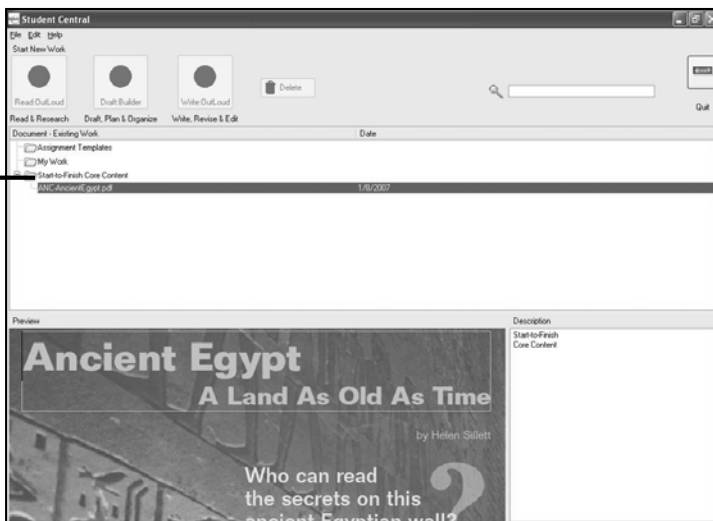 Student Central
File Edit Help
Start New Work
Read OutLoud Draft Builder Write OutLoud Delete
Quit
Read & Research Draft, Plan & Organize Write, Revise & Edit
Document - Existing Work Date
Assignment Templates
My Work
Start-to-Finish Core Content
ANC-AncientEgypt.pdf 1/8/2007
Preview Description
Start-to-Finish
Core Content
Ancient Egypt
A Land As Old As Time
by Helen Sillett
Who can read
the secrets on this
ancient Egyptian wall?
?